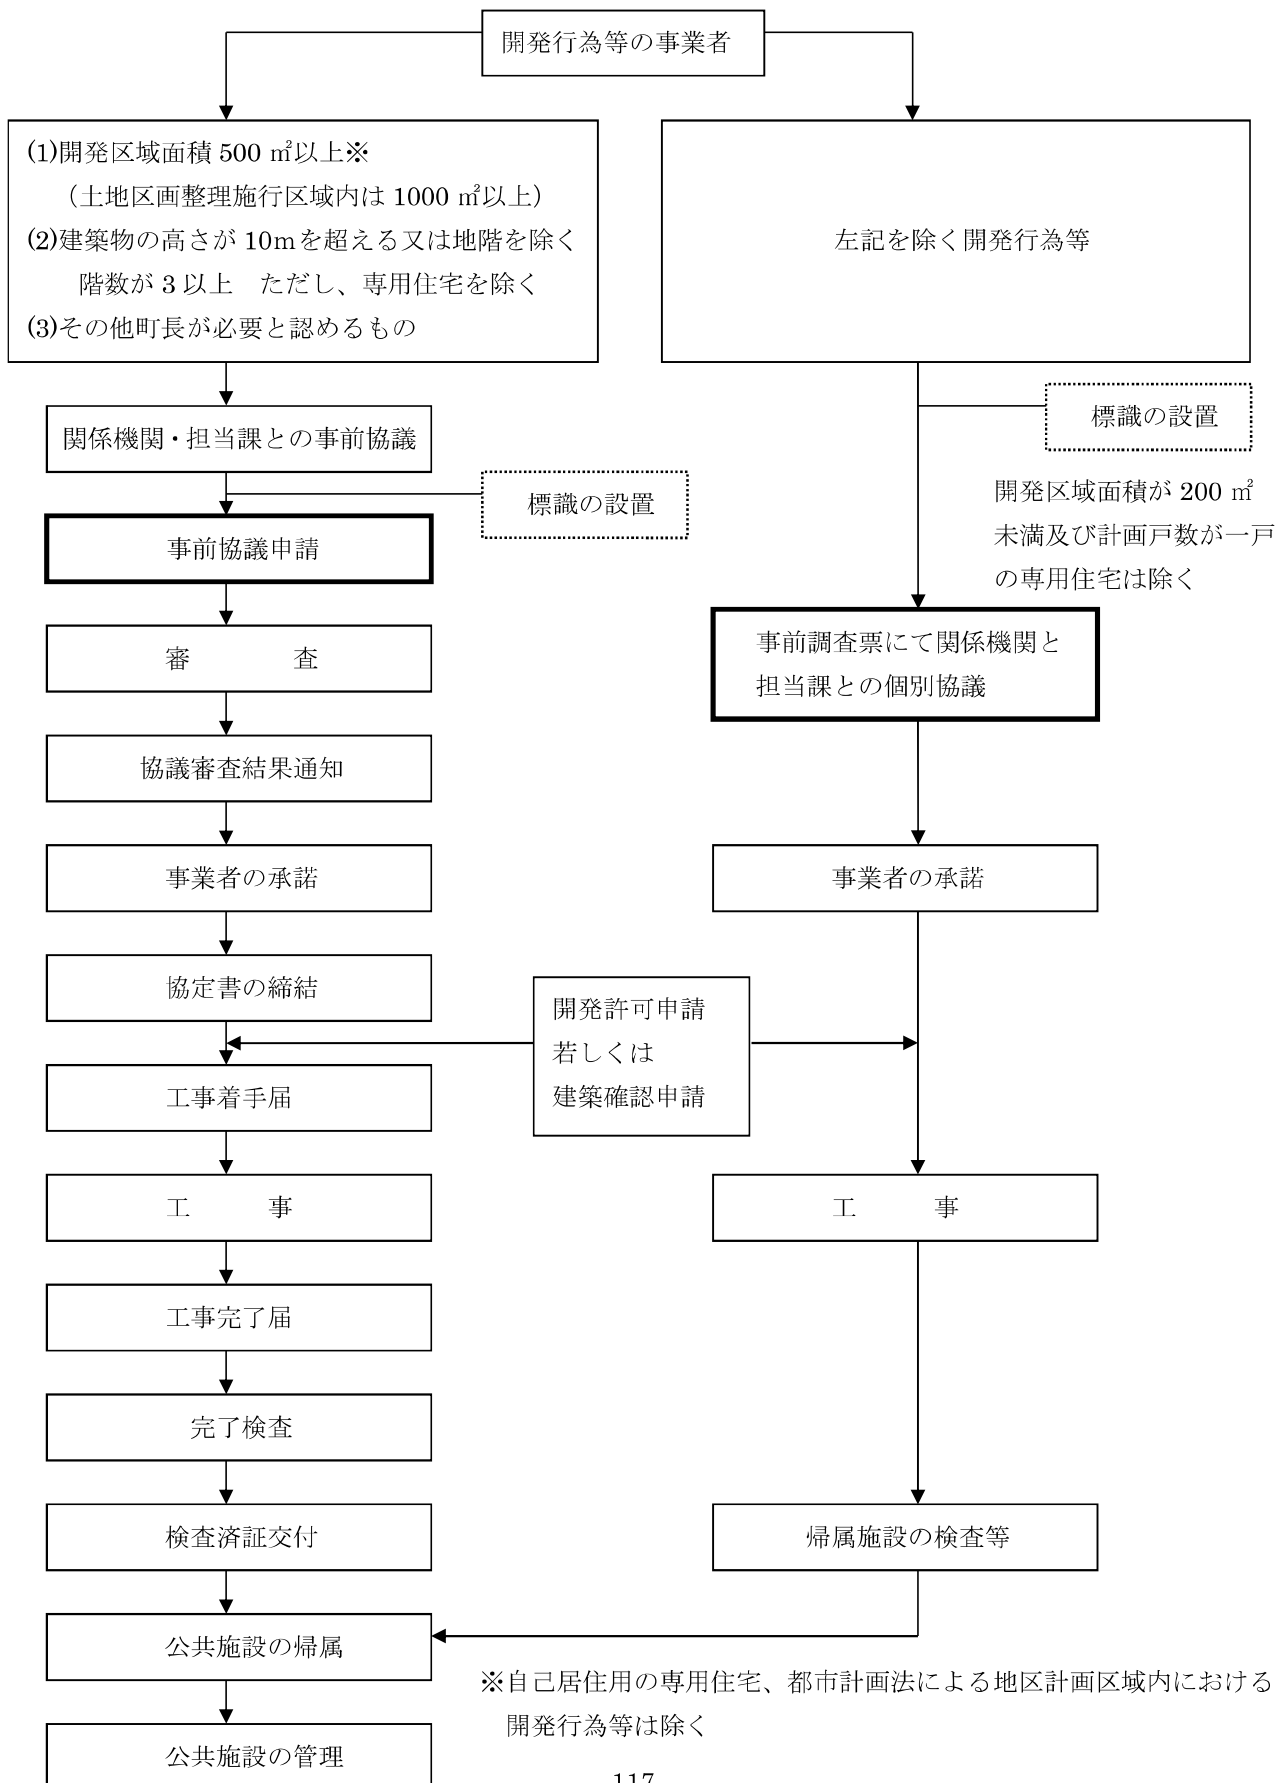 開発行為等の事業者
(1)開発区域面積 500 ㎡以上※
（土地区画整理施行区域内は 1000 ㎡以上）
(2)建築物の高さが 10ｍを超える又は地階を除く
階数が 3 以上　ただし、専用住宅を除く
(3)その他町長が必要と認めるもの
左記を除く開発行為等
関係機関・担当課との事前協議
標識の設置
事前協議申請
標識の設置
開発区域面積が 200 ㎡
未満及び計画戸数が一戸
の専用住宅は除く
審　　　　査
事前調査票にて関係機関と
担当課との個別協議
協議審査結果通知
事業者の承諾
事業者の承諾
協定書の締結
開発許可申請
若しくは
建築確認申請
工事着手届
工　　　事
工　　　事
工事完了届
完了検査
検査済証交付
帰属施設の検査等
公共施設の帰属
※自己居住用の専用住宅、都市計画法による地区計画区域内における
開発行為等は除く
公共施設の管理
117